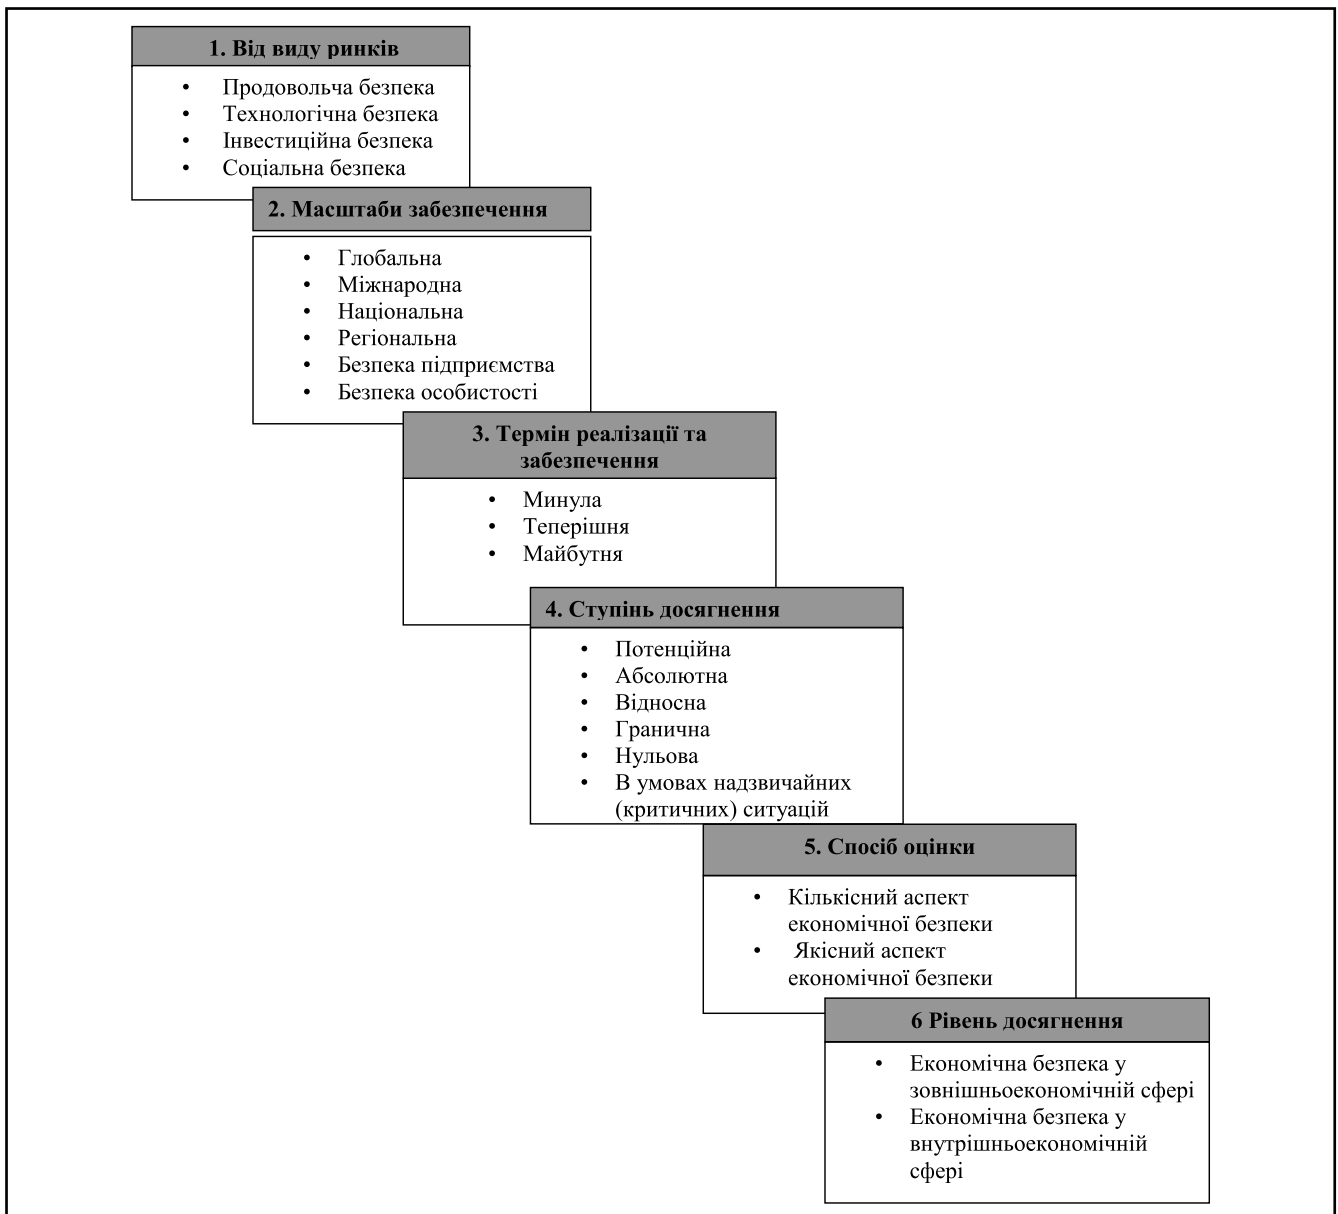 1. Від виду ринків
• Продовольча безпека
• Технологічна безпека
• Інвестиційна безпека
• Соціальна безпека
2. Масштаби забезпечення
• Глобальна
• Міжнародна
• Національна
• Регіональна
• Безпека підприємства
• Безпека особистості
3. Термін реалізації та
забезпечення
• Минула
• Теперішня
• Майбутня
4. Ступінь досягнення
• Потенційна
• Абсолютна
• Відносна
• Гранична
• Нульова
• В умовах надзвичайних
(критичних) ситуацій
5. Спосіб оцінки
• Кількісний аспект
економічної безпеки
• Якісний аспект
економічної безпеки
6 Рівень досягнення
• Економічна безпека у
зовнішньоекономічній сфері
• Економічна безпека у
внутрішньоекономічній
сфері